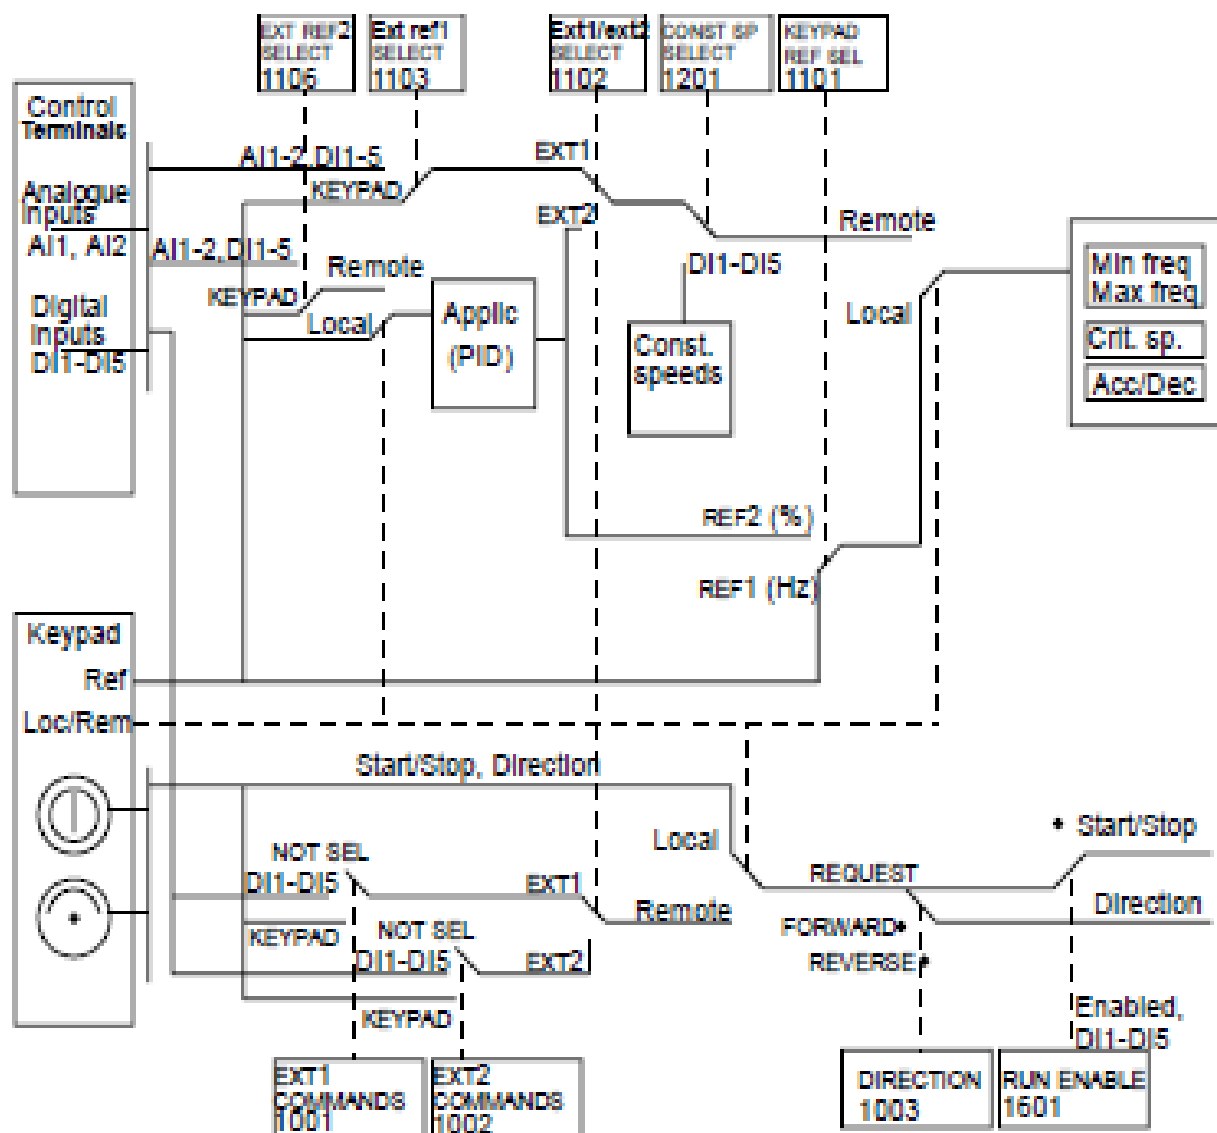 EXT REF2
SELECT
1106
Ext ref1
SELECT
1103
Ext1/ext2
SELECT
1102
CONST SP
SELECT
1201
KEYPAD
REF SEL
1101
Control
Terminals
Analogue
Inputs
AI1, AI2
Digital
Inputs
DI1-DI5
AI1-2,DI1-5
KEYPAD
EXT1
EXT2
Remote
AI1-2,DI1-5
Remote
KEYPAD
Local
Applic
(PID)
DI1-DI5
Const.
speeds
Local
Min freq
Max freq
Crit. sp.
Acc/Dec
REF2 (%)
REF1 (Hz)
Keypad
Ref
Loc/Rem
Start/Stop, Direction
Local
Start/Stop
NOT SEL
DI1-DI5
EXT1
REQUEST
Remote
Direction
KEYPAD
NOT SEL
FORWARD
DI1-DI5
EXT2
REVERSE
KEYPAD
Enabled,
DI1-DI5
EXT1
COMMANDS
1001
EXT2
COMMANDS
1002
DIRECTION
1003
RUN ENABLE
1601